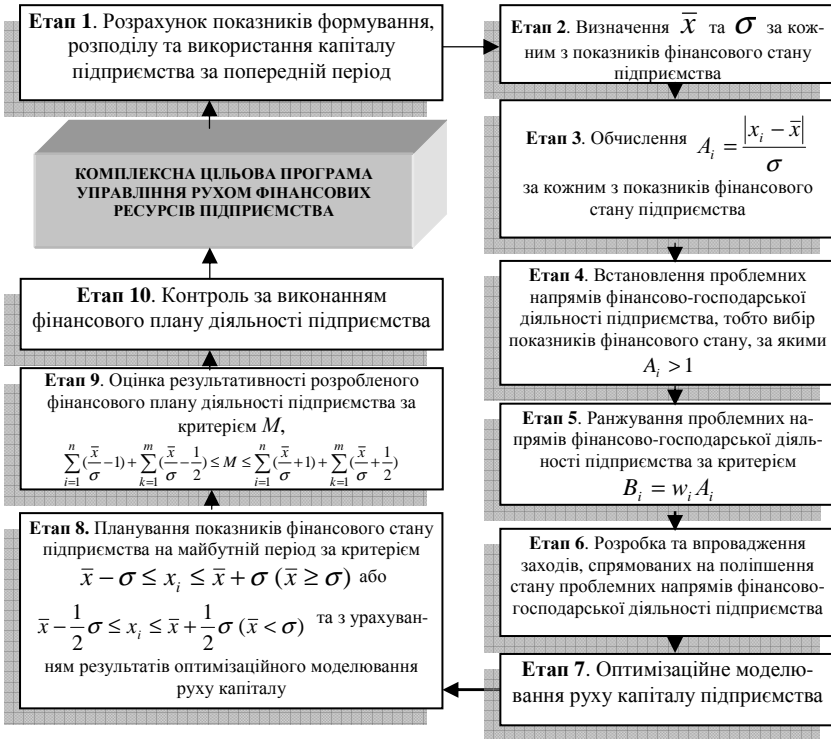 Етап 1. Розрахунок показників формування,
розподілу та використання капіталу
підприємства за попередній період
Етап 2. Визначення x̅ та σ за кож-
ним з показників фінансового стану
підприємства
Етап 3. Обчислення A_i = |x_i − x̅| / σ
за кожним з показників фінансового
стану підприємства
Етап 4. Встановлення проблемних
напрямів фінансово-господарської
діяльності підприємства, тобто вибір
показників фінансового стану, за якими
A_i > 1
Етап 5. Ранжування проблемних на-
прямів фінансово-господарської діяль-
ності підприємства за критерієм
B_i = w_i A_i
Етап 6. Розробка та впровадження
заходів, спрямованих на поліпшення
стану проблемних напрямів фінансово-
господарської діяльності підприємства
Етап 7. Оптимізаційне моделю-
вання руху капіталу підприємства
Етап 8. Планування показників фінансового стану
підприємства на майбутній період за критерієм
x̅ − σ ≤ x_i ≤ x̅ + σ (x̅ ≥ σ) або
x̅ − 1/2 σ ≤ x_i ≤ x̅ + 1/2 σ (x̅ < σ) та з урахуван-
ням результатів оптимізаційного моделювання
руху капіталу
Етап 9. Оцінка результативності розробленого
фінансового плану діяльності підприємства за
критерієм M,
∑_{i=1}^{n} (x̅/σ − 1) + ∑_{k=1}^{m} (x̅/σ − 1/2) ≤ M ≤ ∑_{i=1}^{n} (x̅/σ + 1) + ∑_{k=1}^{m} (x̅/σ + 1/2)
Етап 10. Контроль за виконанням
фінансового плану діяльності підприємства
КОМПЛЕКСНА ЦІЛЬОВА ПРОГРАМА
УПРАВЛІННЯ РУХОМ ФІНАНСОВИХ
РЕСУРСІВ ПІДПРИЄМСТВА